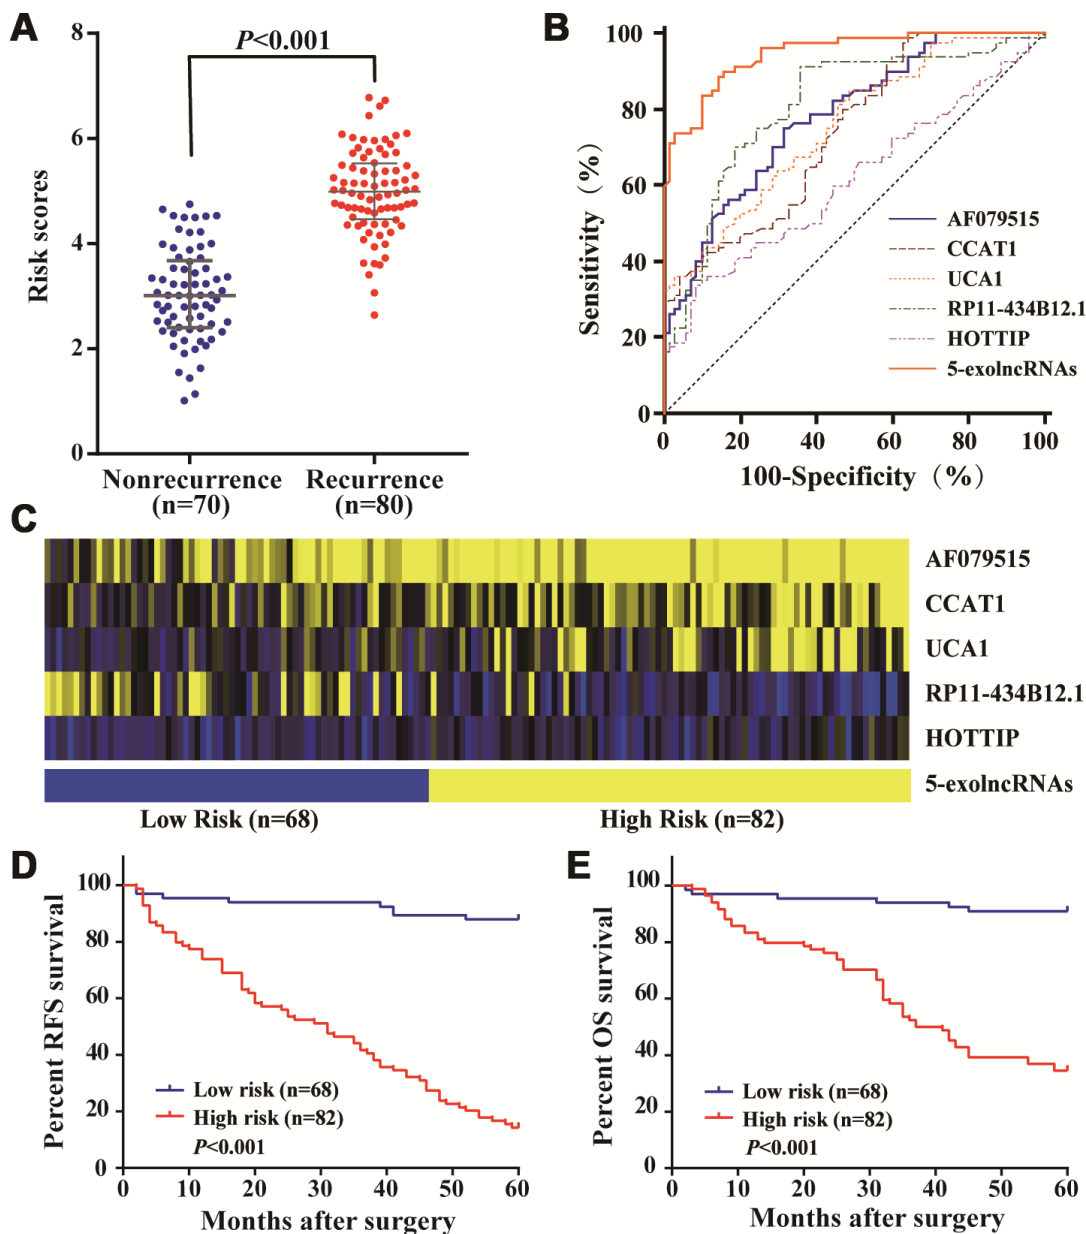 A
P<0.001
Risk scores
8
6
4
2
0
Nonrecurrence
(n=70)
Recurrence
(n=80)
B
Sensitivity (%)
100
80
60
40
20
0
0 20 40 60 80 100
100-Specificity (%)
AF079515
CCAT1
UCA1
RP11-434B12.1
HOTTIP
5-exolncRNAs
C
AF079515
CCAT1
UCA1
RP11-434B12.1
HOTTIP
5-exolncRNAs
Low Risk (n=68)
High Risk (n=82)
D
Percent RFS survival
100
80
60
40
20
0
0 10 20 30 40 50 60
Months after surgery
Low risk (n=68)
High risk (n=82)
P<0.001
E
Percent OS survival
100
80
60
40
20
0
0 10 20 30 40 50 60
Months after surgery
Low risk (n=68)
High risk (n=82)
P<0.001